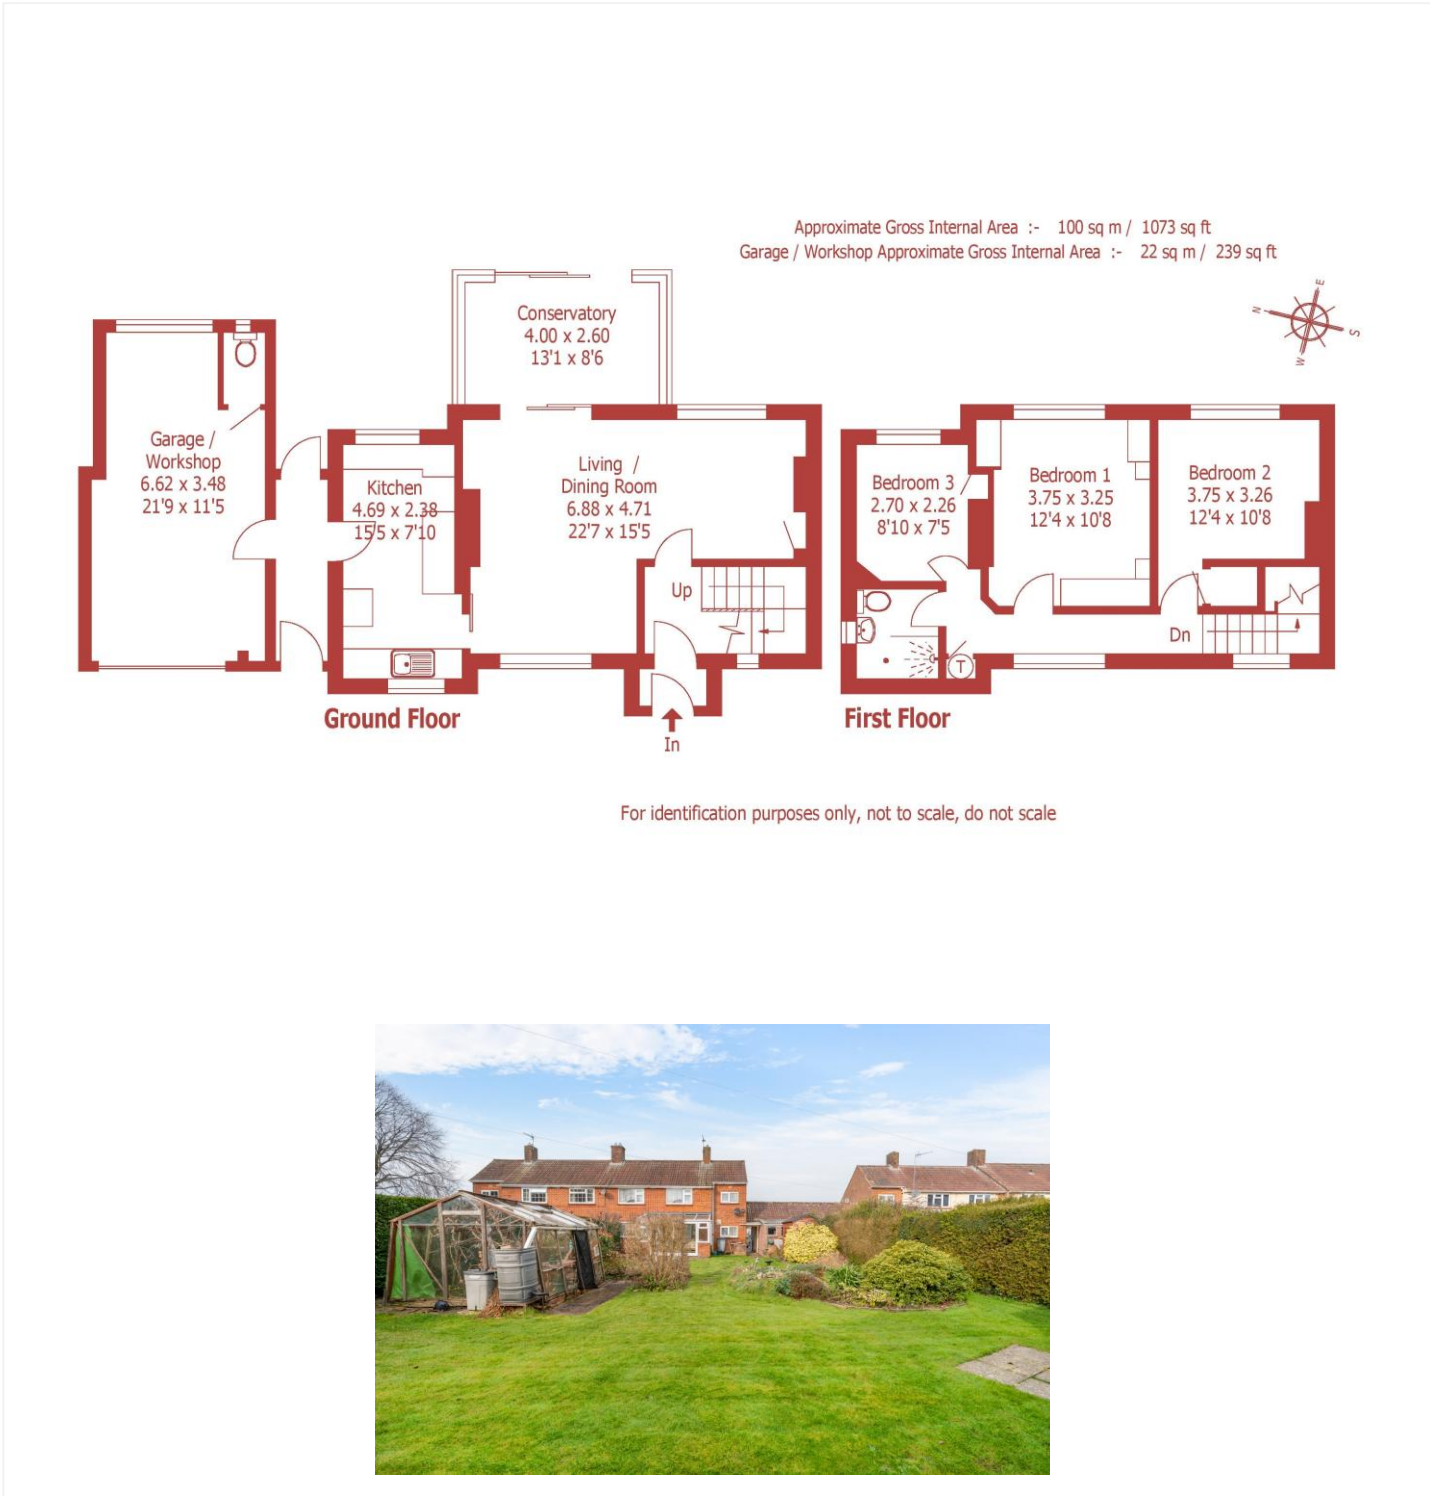 Approximate Gross Internal Area :- 100 sq m / 1073 sq ft
Garage / Workshop Approximate Gross Internal Area :- 22 sq m / 239 sq ft
N
E
S
W
Conservatory
4.00 x 2.60
13'1 x 8'6
Garage /
Workshop
6.62 x 3.48
21'9 x 11'5
Kitchen
4.69 x 2.38
15'5 x 7'10
Living /
Dining Room
6.88 x 4.71
22'7 x 15'5
Up
In
Ground Floor
Bedroom 3
2.70 x 2.26
8'10 x 7'5
Bedroom 1
3.75 x 3.25
12'4 x 10'8
Bedroom 2
3.75 x 3.26
12'4 x 10'8
Dn
T
First Floor
For identification purposes only, not to scale, do not scale